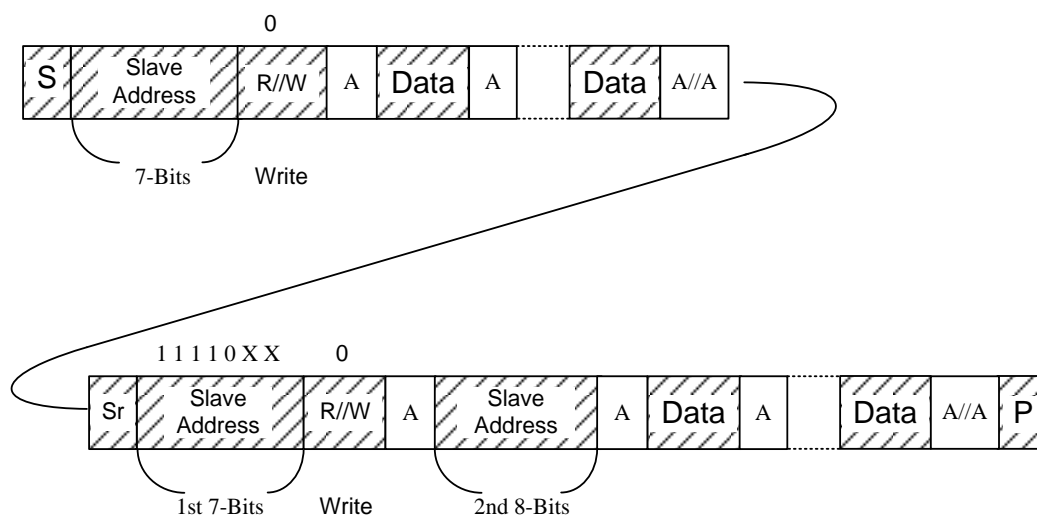 0
S Slave Address R//W A Data A Data A//A
7-Bits Write
1 1 1 1 0 X X 0
Sr Slave Address R//W A Slave Address A Data A Data A//A P
1st 7-Bits Write 2nd 8-Bits